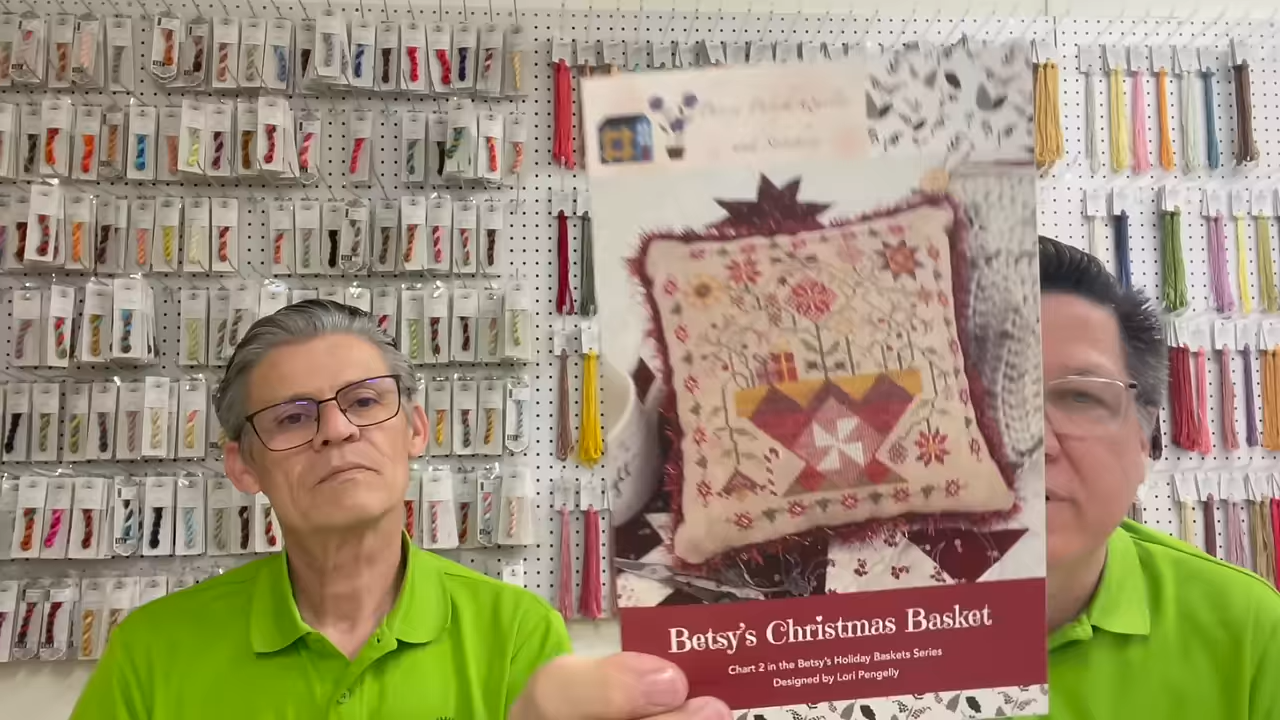 Betsy's Christmas Basket
Chart 2 in the Betsy's Holiday Baskets Series
Designed by Lori Pengelly